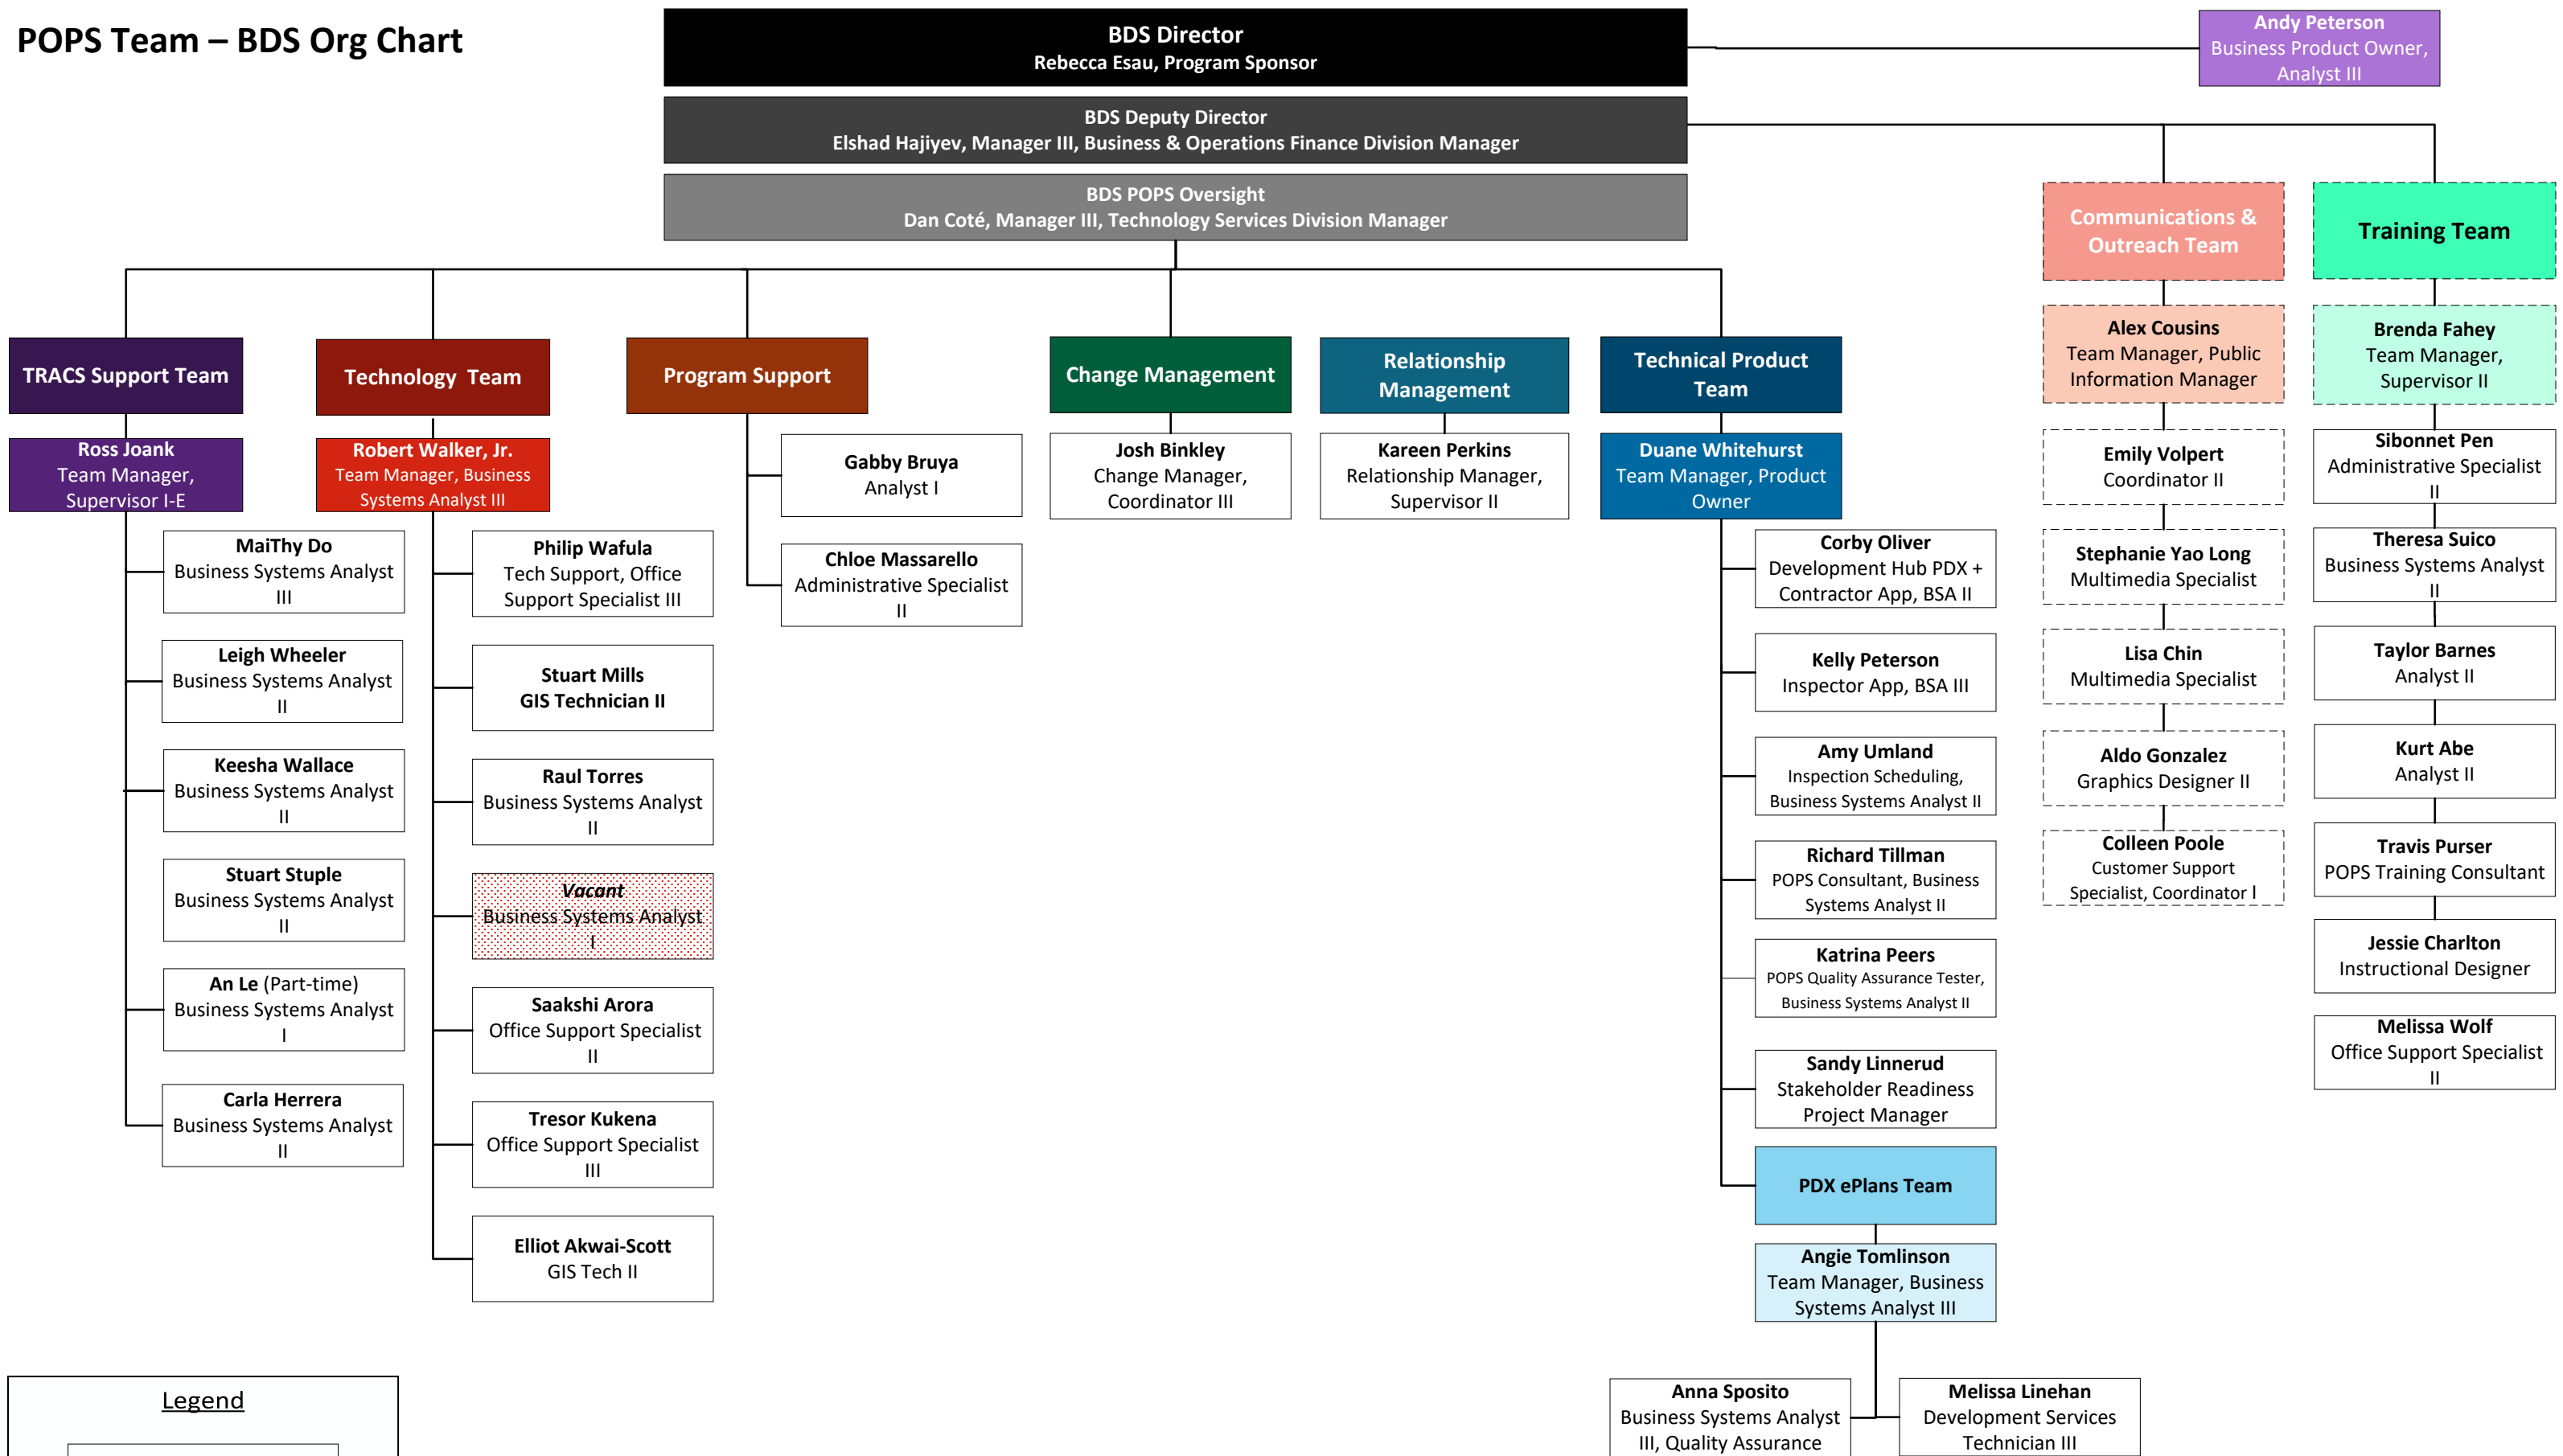 POPS Team – BDS Org Chart
BDS Director
Rebecca Esau, Program Sponsor
Andy Peterson
Business Product Owner,
Analyst III
BDS Deputy Director
Elshad Hajiyev, Manager III, Business & Operations Finance Division Manager
BDS POPS Oversight
Dan Coté, Manager III, Technology Services Division Manager
Communications &
Outreach Team
Training Team
Alex Cousins
Team Manager, Public
Information Manager
Brenda Fahey
Team Manager,
Supervisor II
TRACS Support Team
Technology Team
Program Support
Change Management
Relationship
Management
Technical Product
Team
Ross Joank
Team Manager,
Supervisor I-E
MaiThy Do
Business Systems Analyst
III
Leigh Wheeler
Business Systems Analyst
II
Keesha Wallace
Business Systems Analyst
II
Stuart Stuple
Business Systems Analyst
II
An Le (Part-time)
Business Systems Analyst
I
Carla Herrera
Business Systems Analyst
II
Robert Walker, Jr.
Team Manager, Business
Systems Analyst III
Philip Wafula
Tech Support, Office
Support Specialist III
Stuart Mills
GIS Technician II
Raul Torres
Business Systems Analyst
II
Vacant
Business Systems Analyst
I
Saakshi Arora
Office Support Specialist
II
Tresor Kukena
Office Support Specialist
III
Elliot Akwai-Scott
GIS Tech II
Gabby Bruya
Analyst I
Chloe Massarello
Administrative Specialist
II
Josh Binkley
Change Manager,
Coordinator III
Kareen Perkins
Relationship Manager,
Supervisor II
Duane Whitehurst
Team Manager, Product
Owner
Corby Oliver
Development Hub PDX +
Contractor App, BSA II
Kelly Peterson
Inspector App, BSA III
Amy Umland
Inspection Scheduling,
Business Systems Analyst II
Richard Tillman
POPS Consultant, Business
Systems Analyst II
Katrina Peers
POPS Quality Assurance Tester,
Business Systems Analyst II
Sandy Linnerud
Stakeholder Readiness
Project Manager
PDX ePlans Team
Angie Tomlinson
Team Manager, Business
Systems Analyst III
Anna Sposito
Business Systems Analyst
III, Quality Assurance
Melissa Linehan
Development Services
Technician III
Emily Volpert
Coordinator II
Stephanie Yao Long
Multimedia Specialist
Lisa Chin
Multimedia Specialist
Aldo Gonzalez
Graphics Designer II
Colleen Poole
Customer Support
Specialist, Coordinator I
Sibonnet Pen
Administrative Specialist
II
Theresa Suico
Business Systems Analyst
II
Taylor Barnes
Analyst II
Kurt Abe
Analyst II
Travis Purser
POPS Training Consultant
Jessie Charlton
Instructional Designer
Melissa Wolf
Office Support Specialist
II
Legend